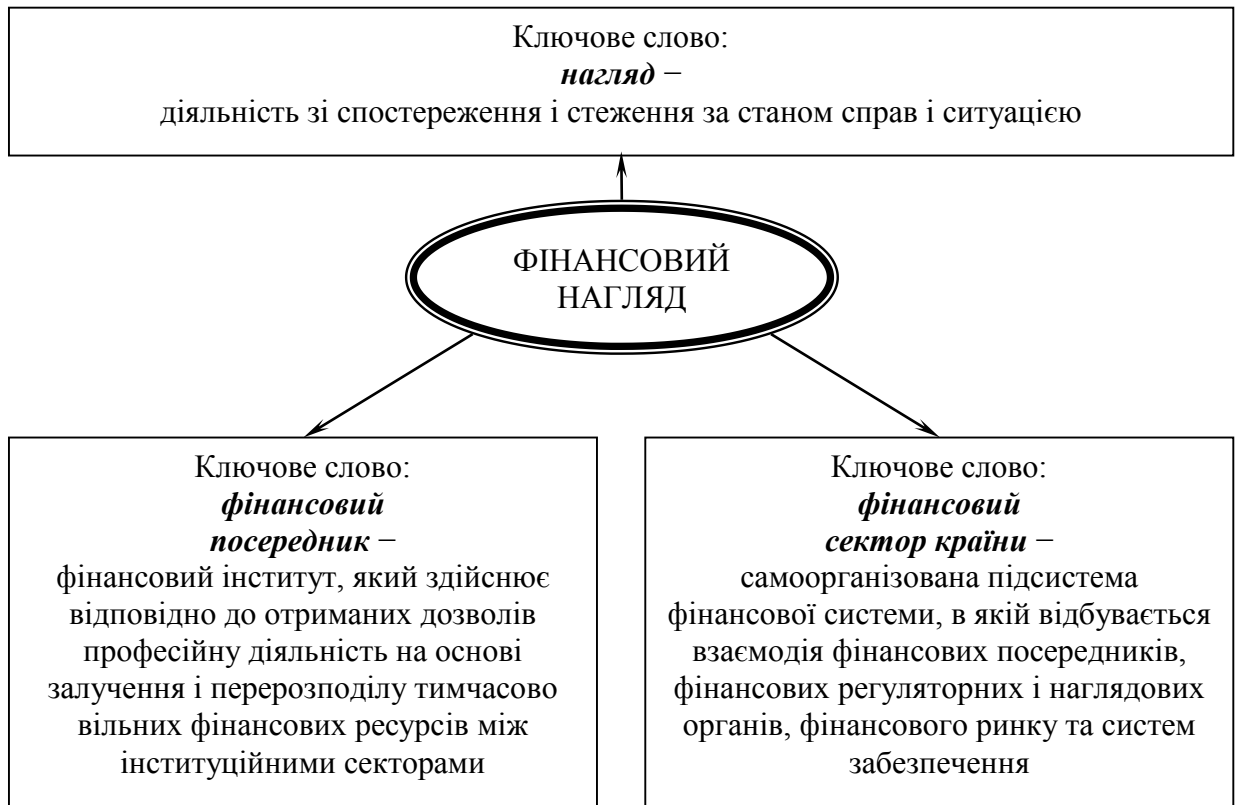 Ключове слово:
нагляд −
діяльність зі спостереження і стеження за станом справ і ситуацією
ФІНАНСОВИЙ
НАГЛЯД
Ключове слово:
фінансовий
посередник −
фінансовий інститут, який здійснює
відповідно до отриманих дозволів
професійну діяльність на основі
залучення і перерозподілу тимчасово
вільних фінансових ресурсів між
інституційними секторами
Ключове слово:
фінансовий
сектор країни −
самоорганізована підсистема
фінансової системи, в якій відбувається
взаємодія фінансових посередників,
фінансових регуляторних і наглядових
органів, фінансового ринку та систем
забезпечення